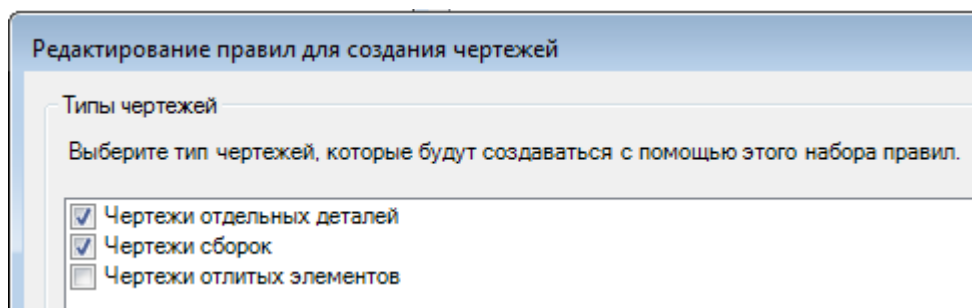 Редактирование правил для создания чертежей
Типы чертежей
Выберите тип чертежей, которые будут создаваться с помощью этого набора правил.
Чертежи отдельных деталей
Чертежи сборок
Чертежи отлитых элементов